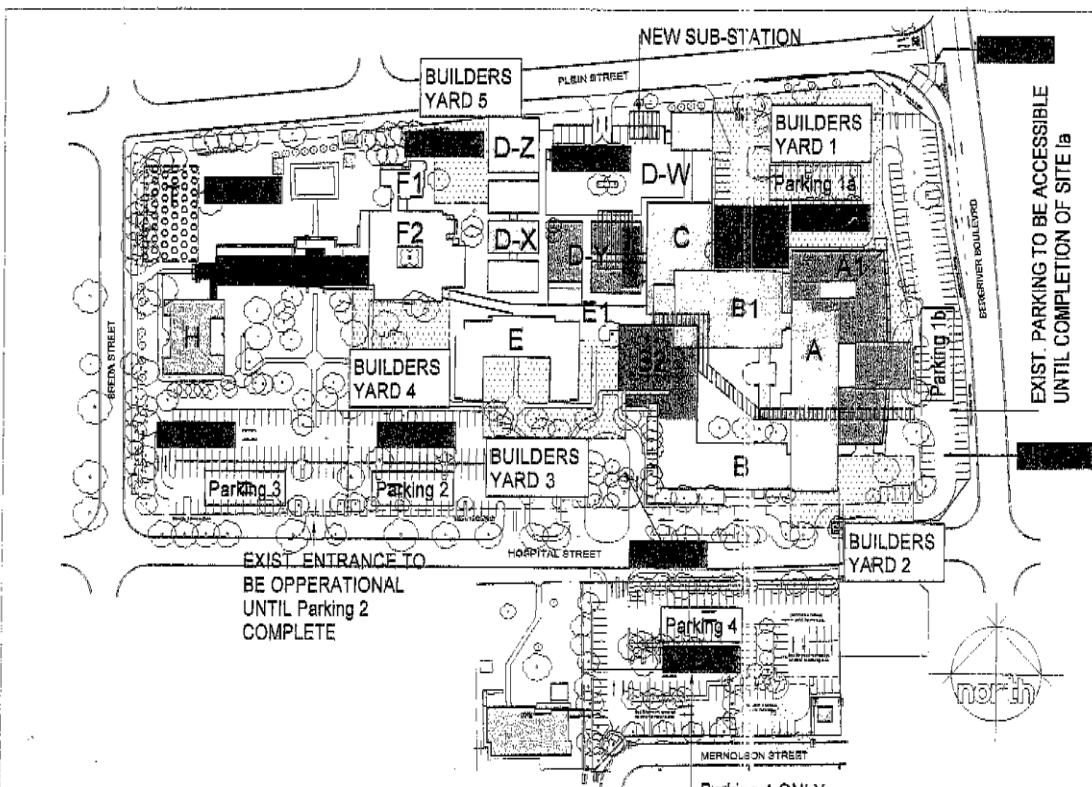 NEW SUB-STATION
PLEIN STREET
BUILDERS
YARD 5
BUILDERS
YARD 1
Parking 1a
D-Z
D-W
F1
F2
D-X
D-Y
C
A1
B1
A
E1
E
H
B2
B
BUILDERS
YARD 4
BREDA STREET
BERGRIVER BOULEVRD
Parking 1b
EXIST. PARKING TO BE ACCESSIBLE
UNTIL COMPLETION OF SITE Ia
BUILDERS
YARD 3
Parking 3
Parking 2
HOSPITAL STREET
BUILDERS
YARD 2
EXIST. ENTRANCE TO
BE OPPERATIONAL
UNTIL Parking 2
COMPLETE
Parking 4
north
MERNOLSON STREET